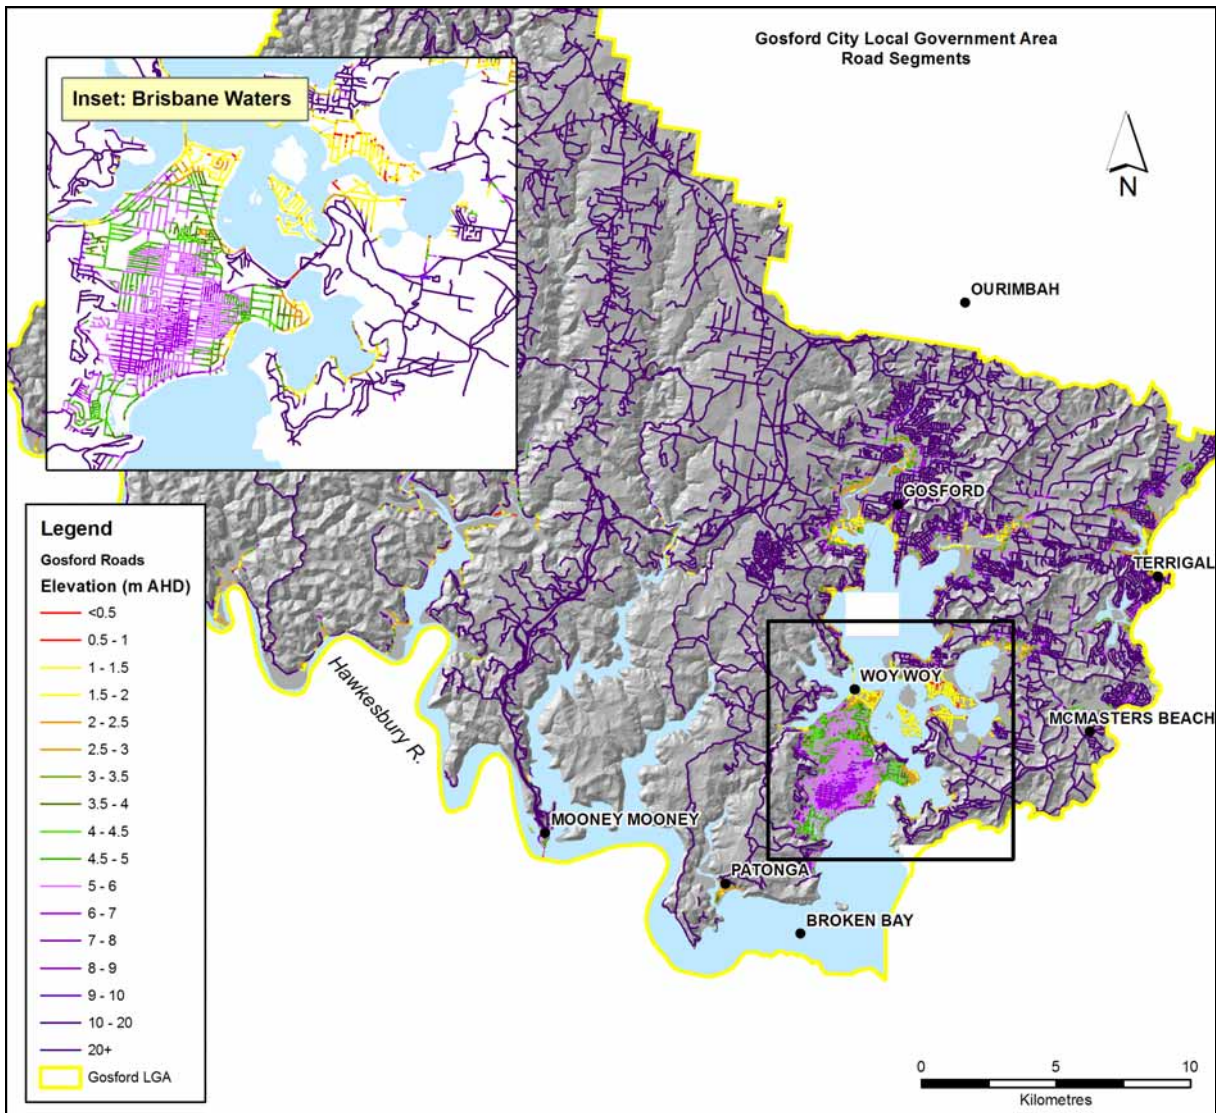 Gosford City Local Government Area
Road Segments
Inset: Brisbane Waters
N
OURIMBAH
GOSFORD
TERRIGAL
WOY WOY
MCMASTERS BEACH
Hawkesbury R.
MOONEY MOONEY
PATONGA
BROKEN BAY
Legend
Gosford Roads
Elevation (m AHD)
<0.5
0.5 - 1
1 - 1.5
1.5 - 2
2 - 2.5
2.5 - 3
3 - 3.5
3.5 - 4
4 - 4.5
4.5 - 5
5 - 6
6 - 7
7 - 8
8 - 9
9 - 10
10 - 20
20+
Gosford LGA
0 5 10
Kilometres